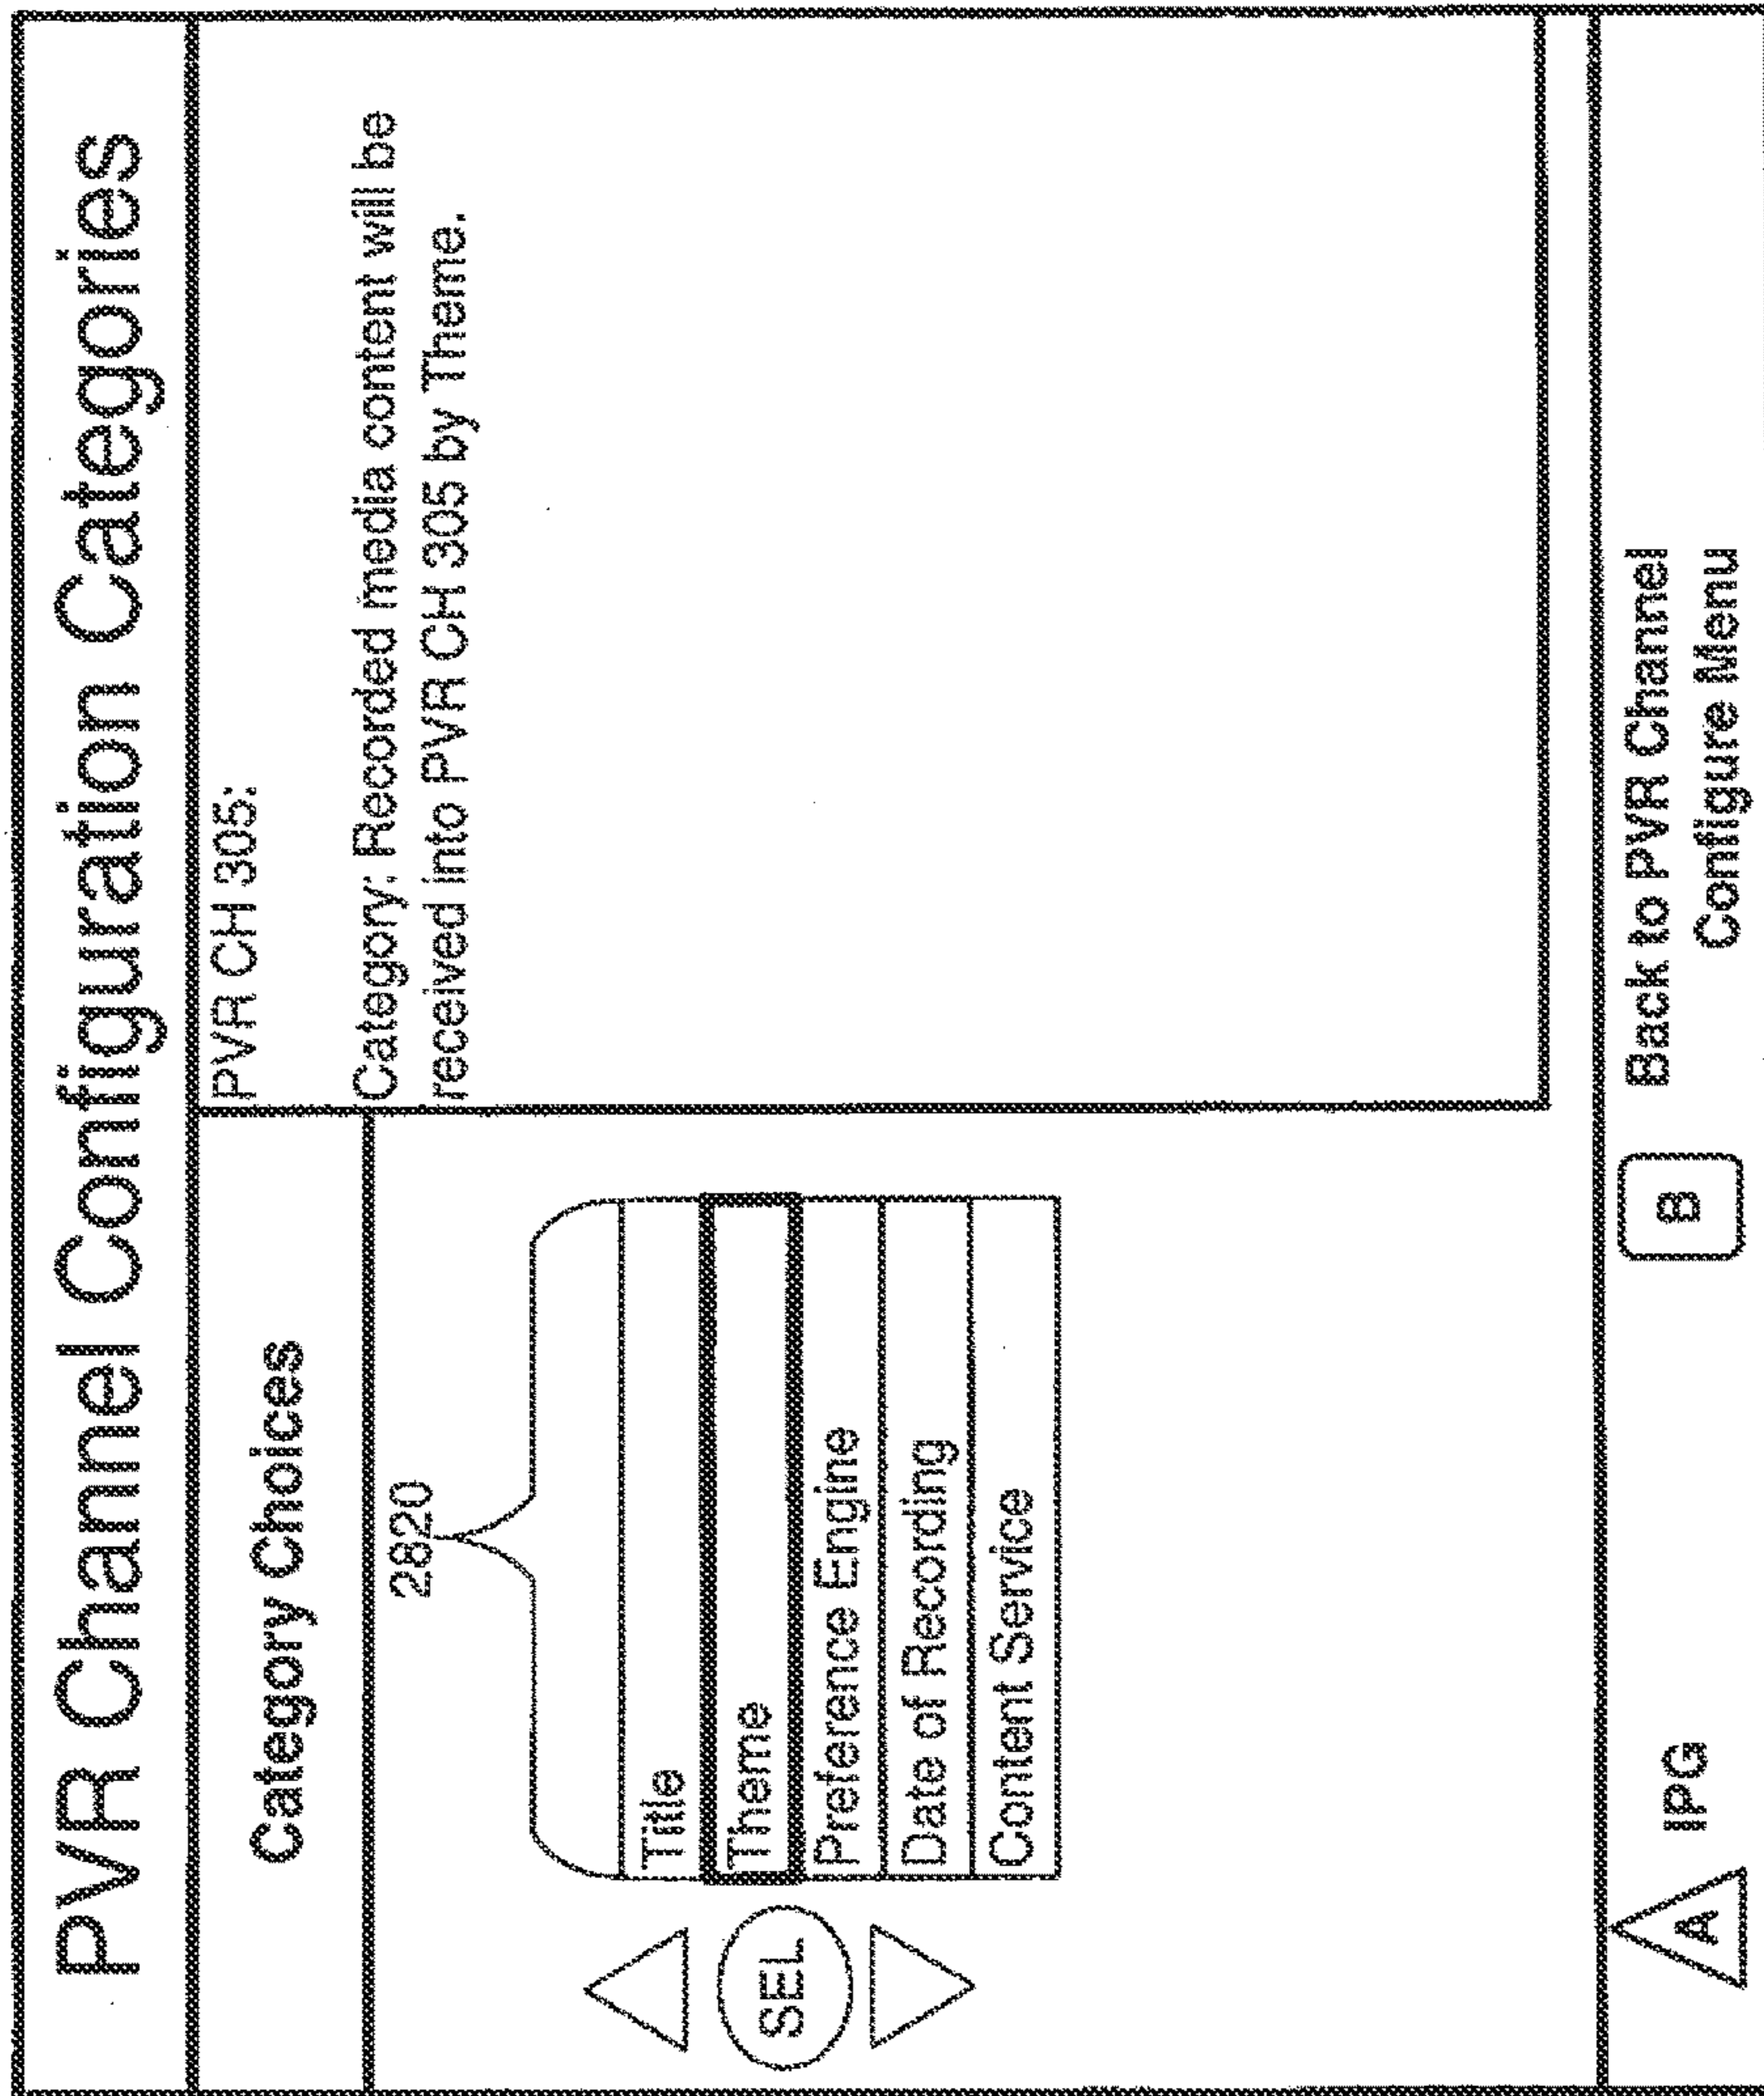 PVR Channel Configuration Categories
Category Choices
2820
SEL
Title
Theme
Preference Engine
Date of Recording
Content Service
PVR CH 305:
Category: Recorded media content will be
received into PVR CH 305 by Theme.
A
IPG
B
Back to PVR Channel
Configure Menu